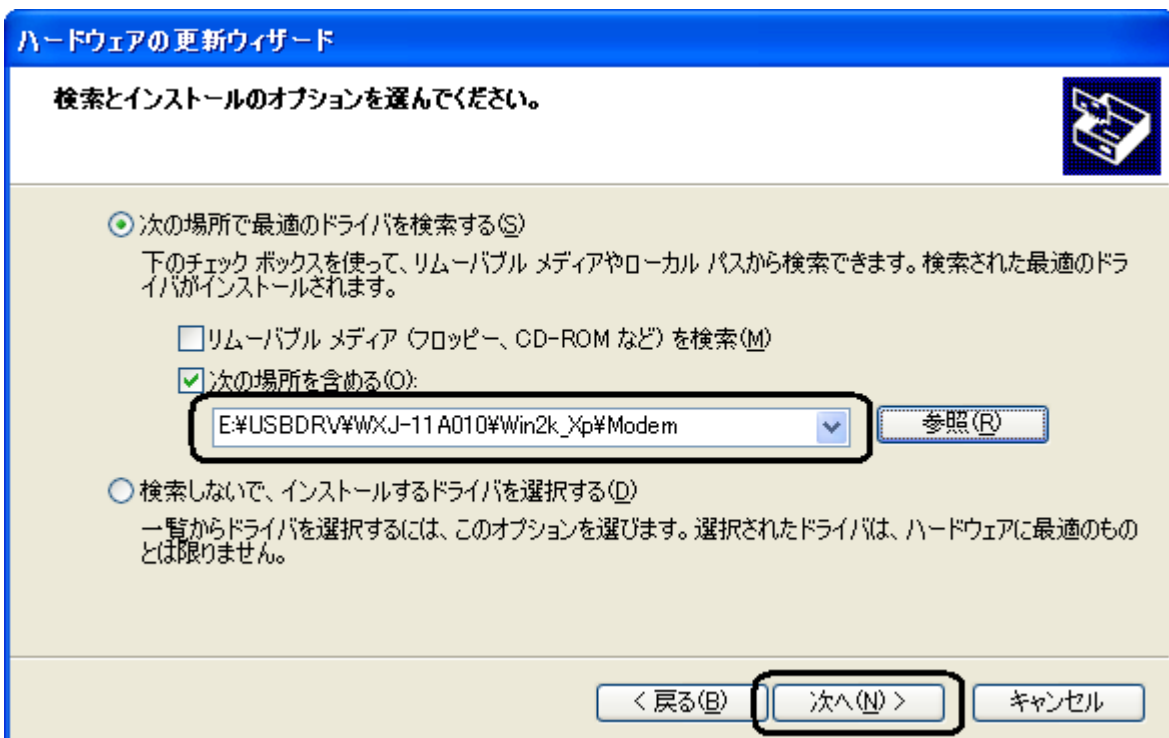 ハードウェアの更新ウィザード
検索とインストールのオプションを選んでください。
次の場所で最適のドライバを検索する(S)
下のチェック ボックスを使って、リムーバブル メディアやローカル パスから検索できます。検索された最適のドラ
イバがインストールされます。
リムーバブル メディア (フロッピー、CD-ROM など) を検索(M)
次の場所を含める(O):
E:¥USBDRV¥WXJ-11A010¥Win2k_Xp¥Modem
参照(R)
検索しないで、インストールするドライバを選択する(D)
一覧からドライバを選択するには、このオプションを選びます。選択されたドライバは、ハードウェアに最適のもの
とは限りません。
< 戻る(B) 次へ(N) > キャンセル